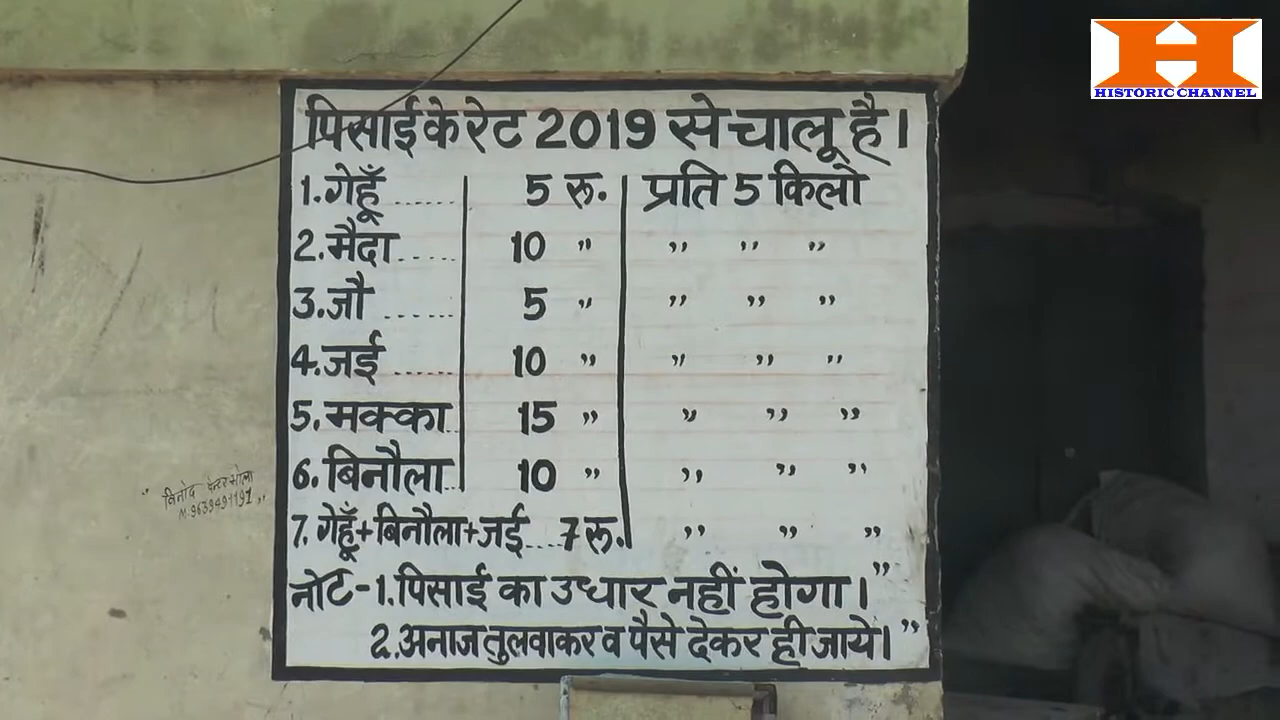 HISTORIC CHANNEL
पिसाई के रेट 2019 से चालू है।
1. गेहूँ ...... 5 रू. प्रति 5 किलो
2. मैदा ..... 10 " " " "
3. जौ ...... 5 " " " "
4. जई ...... 10 " " " "
5. मक्का 15 " " " "
6. बिनौला 10 " " " "
7. गेहूँ+बिनौला+जई .... 7 रू. " " "
नोट - 1. पिसाई का उधार नहीं होगा।"
2. अनाज तुलवाकर व पैसे देकर ही जाये।"
विनोद पेन्टर